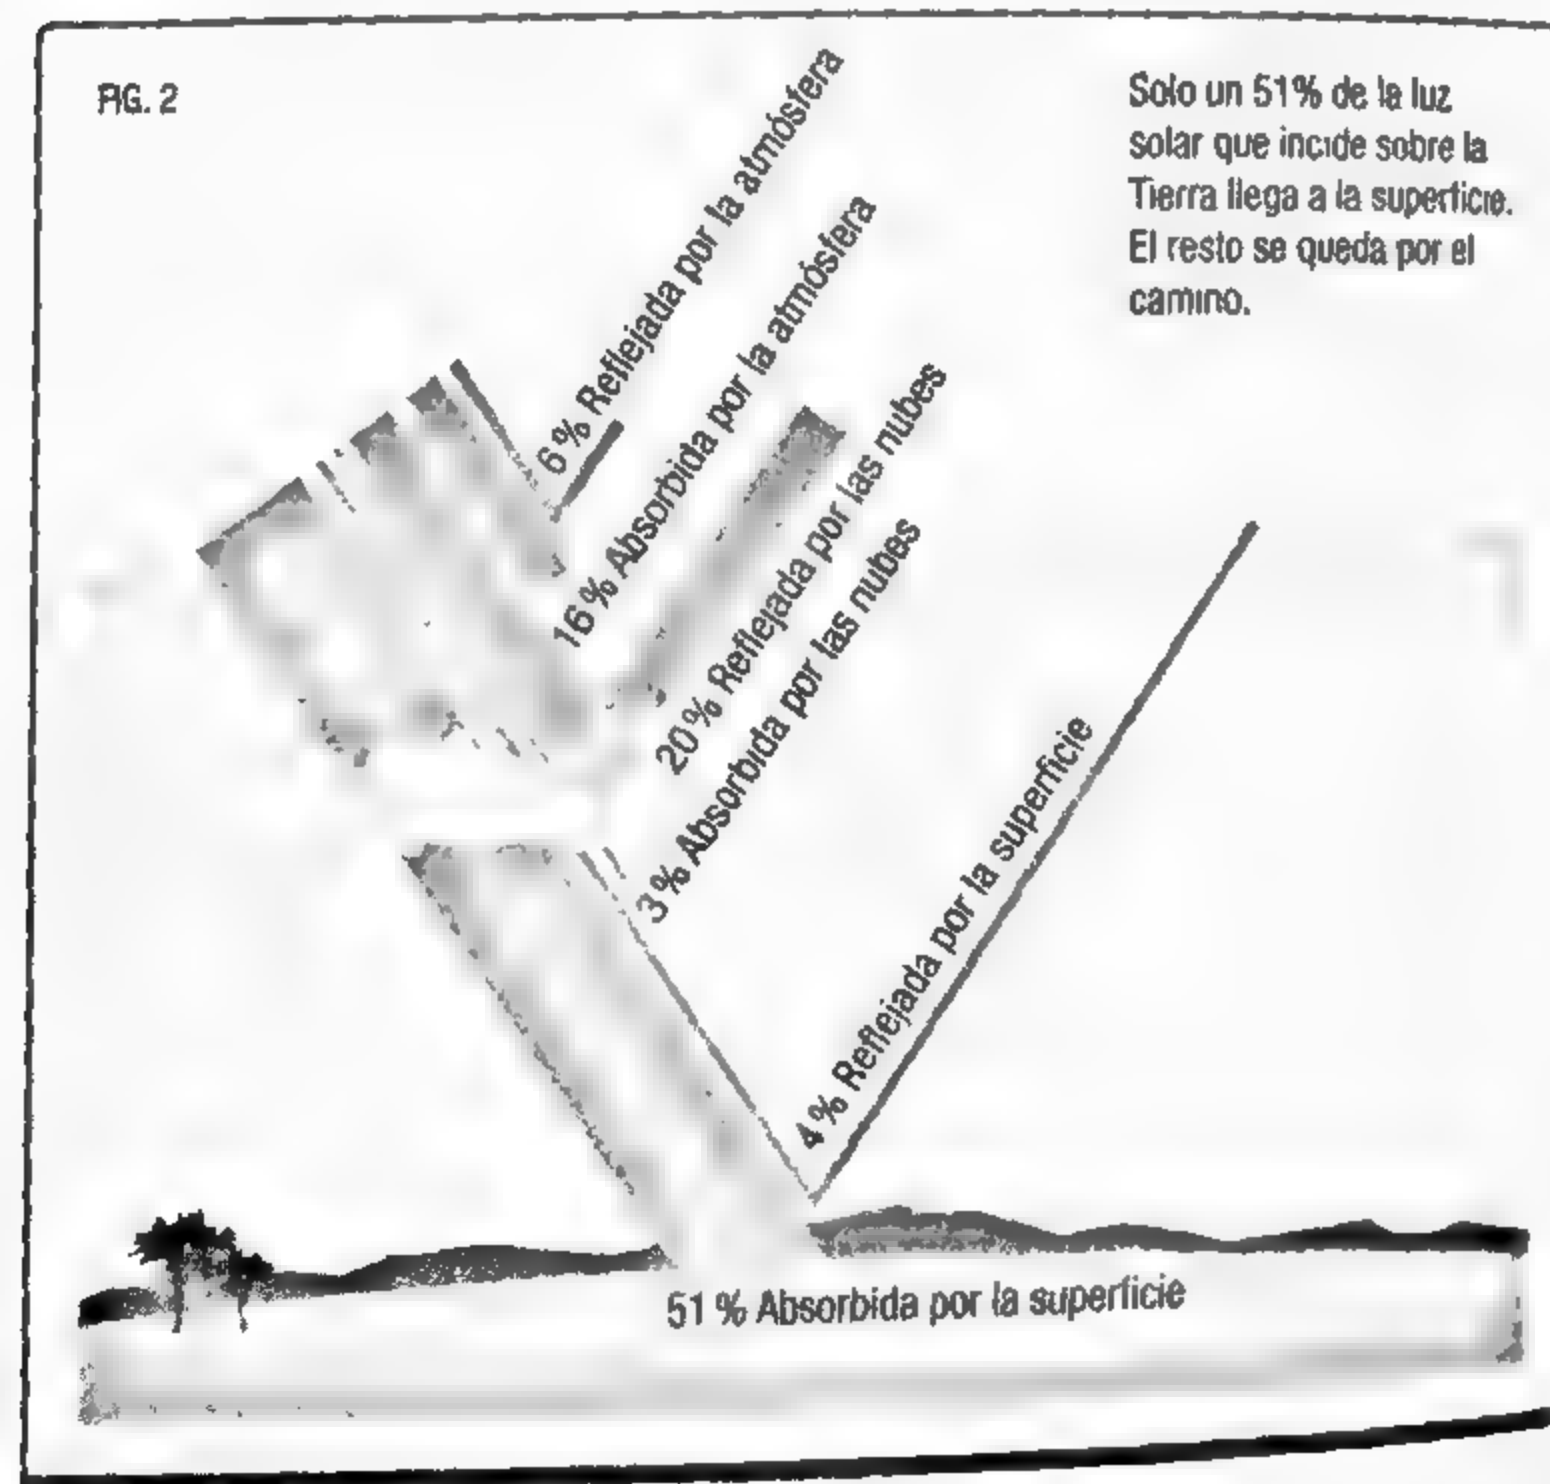 FIG. 2
Solo un 51% de la luz
solar que incide sobre la
Tierra llega a la superficie.
El resto se queda por el
camino.
6% Reflejada por la atmósfera
16% Absorbida por la atmósfera
20% Reflejada por las nubes
3% Absorbida por las nubes
4% Reflejada por la superficie
51 % Absorbida por la superficie